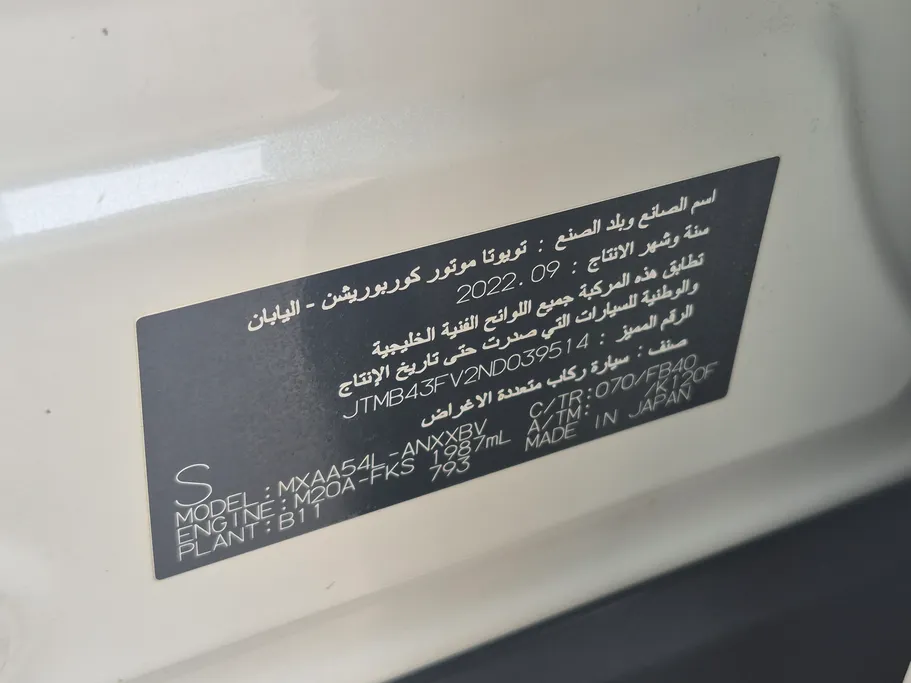 اسم الصانع وبلد الصنع : تويوتا موتور كوربوريشن - اليابان
سنة وشهر الانتاج : 2022.09
تطابق هذه المركبة جميع اللوائح الفنية الخليجية
والوطنية للسيارات التي صدرت حتى تاريخ الإنتاج
الرقم المميز : JTMB43FV2ND039514
صنف : سيارة ركاب متعددة الاغراض
S
MODEL:MXAA54L-ANXXBV C/TR:070/FB40
ENGINE:M20A-FKS 1987mL A/TM: /K120F
PLANT:B11 793 MADE IN JAPAN